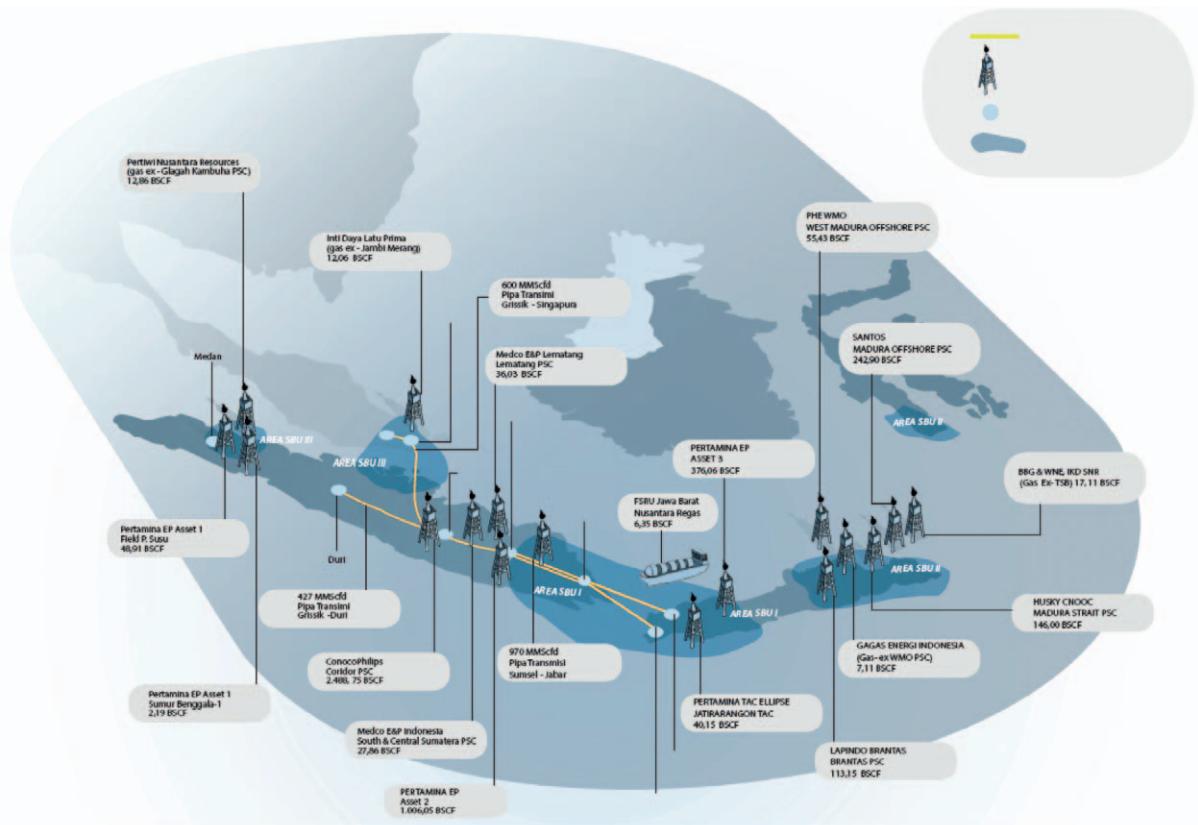 Pertiwi Nusantara Resources
(gas ex - Glagah Kambuha PSC)
12,86 BSCF
Inti Daya Latu Prima
(gas ex - Jambi Merang)
12,06 BSCF
600 MMScfd
Pipa Transimi
Grissik - Singapura
Medco E&P Lematang
Lematang PSC
36,03 BSCF
PHE WMO
WEST MADURA OFFSHORE PSC
55,43 BSCF
SANTOS
MADURA OFFSHORE PSC
242,90 BSCF
Medan
AREA SBU III
AREA SBU III
AREA SBU II
PERTAMINA EP
ASSET 3
376,06 BSCF
BBG & WNE, IKD SNR
(Gas Ex-TSB) 17,11 BSCF
FSRU Jawa Barat
Nusantara Regas
6,35 BSCF
Pertamina EP Asset 1
Field P. Susu
48,91 BSCF
Duri
AREA SBU I
AREA SBU I
AREA SBU II
427 MMScfd
Pipa Transimi
Grissik -Duri
HUSKY CNOOC
MADURA STRAIT PSC
146,00 BSCF
ConocoPhilips
Coridor PSC
2.488, 75 BSCF
970 MMScfd
Pipa Transmisi
Sumsel - Jabar
GAGAS ENERGI INDONESIA
(Gas- ex WMO PSC)
7,11 BSCF
Pertamina EP Asset 1
Sumur Benggala-1
2,19 BSCF
PERTAMINA TAC ELLIPSE
JATIRARANGON TAC
40,15 BSCF
Medco E&P Indonesia
South & Central Sumatera PSC
27,86 BSCF
LAPINDO BRANTAS
BRANTAS PSC
113,15 BSCF
PERTAMINA EP
Asset 2
1.006,05 BSCF